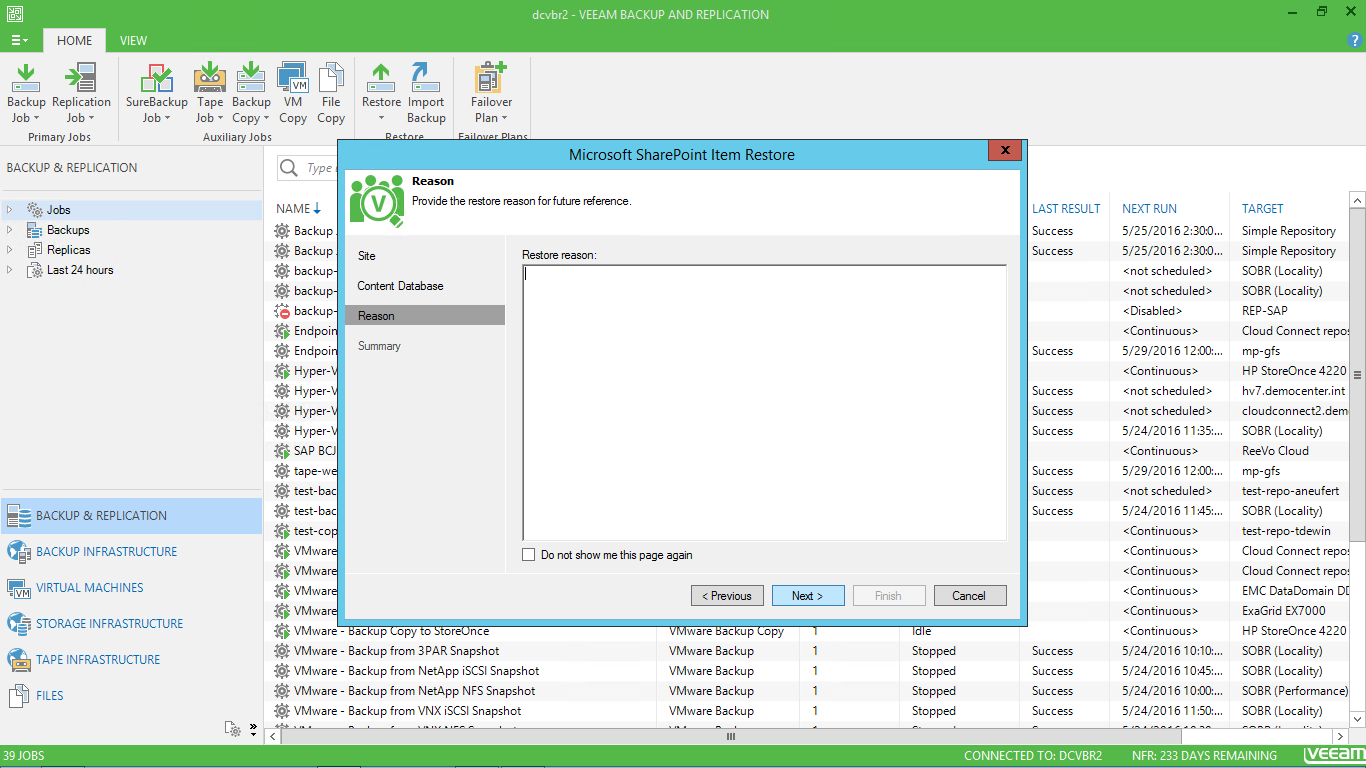 dcvbr2 - VEEAM BACKUP AND REPLICATION
HOME VIEW
Backup Job
Replication Job
Primary Jobs
SureBackup Job
Tape Job
Backup Copy
VM Copy
File Copy
Auxiliary Jobs
Restore
Import Backup
Restore
Failover Plan
Failover Plans
BACKUP & REPLICATION
Jobs
Backups
Replicas
Last 24 hours
BACKUP & REPLICATION
BACKUP INFRASTRUCTURE
VIRTUAL MACHINES
STORAGE INFRASTRUCTURE
TAPE INFRASTRUCTURE
FILES
Type
NAME LAST RESULT NEXT RUN TARGET
Backup Success 5/25/2016 2:30:0... Simple Repository
Backup Success 5/25/2016 2:30:0... Simple Repository
backup- <not scheduled> SOBR (Locality)
backup- <not scheduled> SOBR (Locality)
backup- <Disabled> REP-SAP
Endpoin <Continuous> Cloud Connect repos
Endpoin Success 5/29/2016 12:00:... mp-gfs
Hyper-V <Continuous> HP StoreOnce 4220
Hyper-V Success <not scheduled> hv7.democenter.int
Hyper-V Success <not scheduled> cloudconnect2.dem
Hyper-V Success 5/24/2016 11:35:... SOBR (Locality)
SAP BCJ <Continuous> ReeVo Cloud
tape-we Success 5/29/2016 12:00:... mp-gfs
test-bac Success <not scheduled> test-repo-aneufert
test-bac Success 5/24/2016 11:45:... SOBR (Locality)
test-cop <Continuous> test-repo-tdewin
VMware <Continuous> Cloud Connect repos
VMware <Continuous> Cloud Connect repos
VMware <Continuous> EMC DataDomain DD
VMware <Continuous> ExaGrid EX7000
VMware - Backup Copy to StoreOnce VMware Backup Copy 1 Idle <Continuous> HP StoreOnce 4220
VMware - Backup from 3PAR Snapshot VMware Backup 1 Stopped Success 5/24/2016 10:10:... SOBR (Locality)
VMware - Backup from NetApp iSCSI Snapshot VMware Backup 1 Stopped Success 5/24/2016 10:45:... SOBR (Locality)
VMware - Backup from NetApp NFS Snapshot VMware Backup 1 Stopped Success 5/24/2016 10:00:... SOBR (Performance)
VMware - Backup from VNX iSCSI Snapshot VMware Backup 1 Stopped Success 5/24/2016 11:50:... SOBR (Locality)
Microsoft SharePoint Item Restore
Reason
Provide the restore reason for future reference.
Site
Content Database
Reason
Summary
Restore reason:
Do not show me this page again
< Previous Next > Finish Cancel
39 JOBS CONNECTED TO: DCVBR2 NFR: 233 DAYS REMAINING veeam